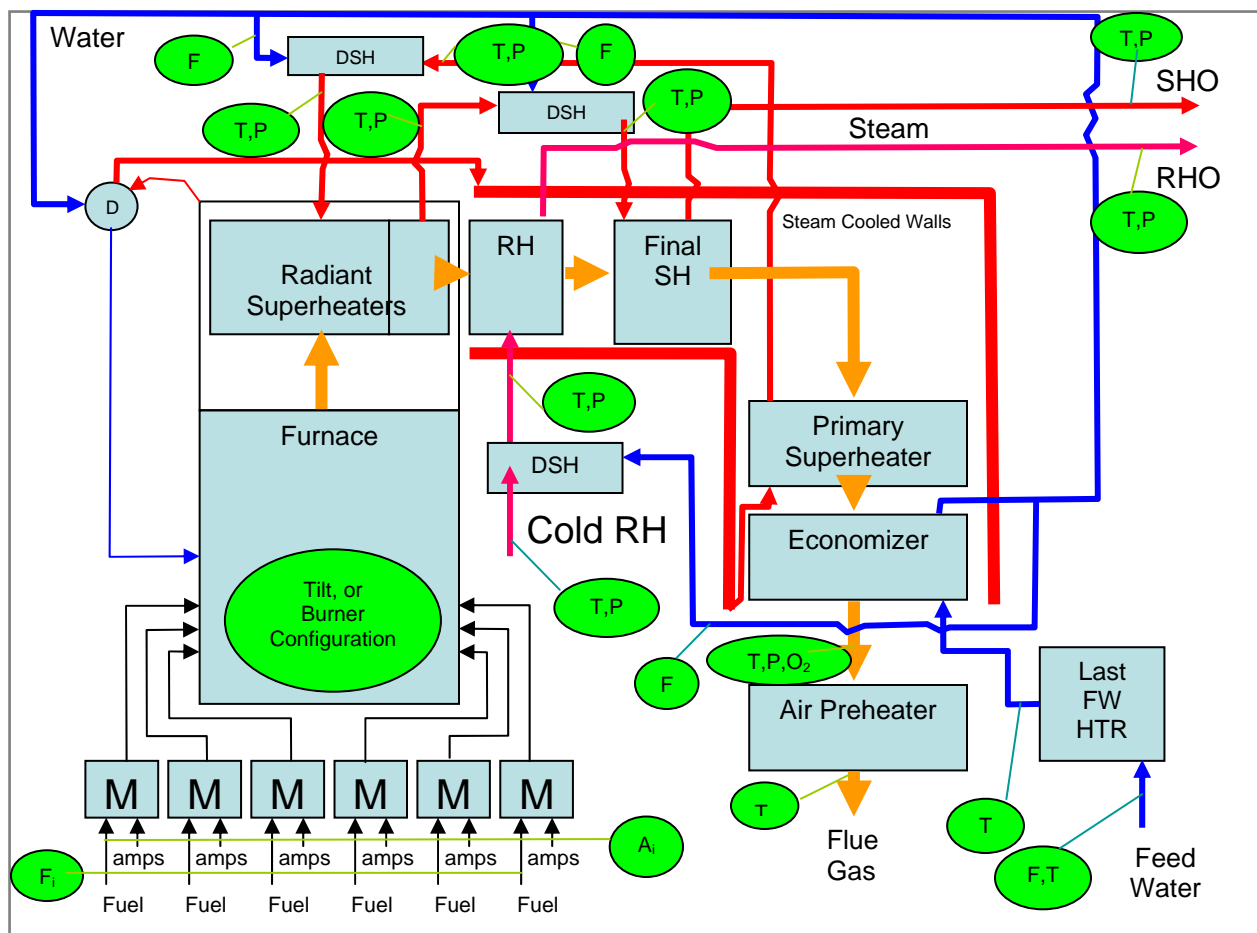 Water
F
DSH
T,P
F
T,P
SHO
T,P
T,P
DSH
T,P
Steam
RHO
T,P
D
Radiant
Superheaters
RH
Final
SH
Steam Cooled Walls
T,P
Furnace
Primary
Superheater
DSH
Cold RH
Economizer
Tilt, or
Burner
Configuration
T,P
T,P,O₂
F
Air Preheater
Last
FW
HTR
M
M
M
M
M
M
T
T
amps
amps
amps
amps
amps
amps
Aᵢ
Fᵢ
Flue
Gas
F,T
Feed
Water
Fuel
Fuel
Fuel
Fuel
Fuel
Fuel